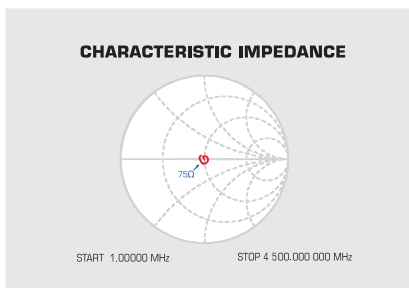 CHARACTERISTIC IMPEDANCE
75Ω
START 1.00000 MHz STOP 4 500.000 000 MHz